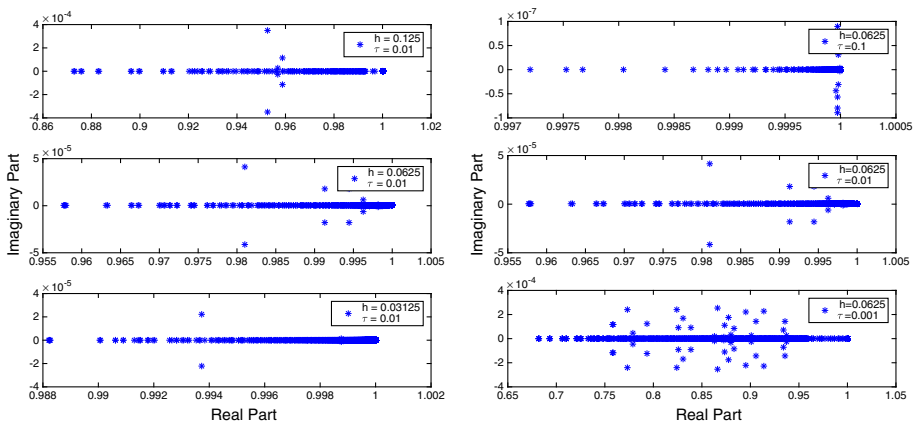 ×10⁻⁴
4
2
0
-2
-4
0.86 0.88 0.9 0.92 0.94 0.96 0.98 1 1.02
h = 0.125
τ = 0.01
×10⁻⁷
1
0.5
0
-0.5
-1
0.997 0.9975 0.998 0.9985 0.999 0.9995 1 1.0005
h=0.0625
τ=0.1
Imaginary Part
×10⁻⁵
5
0
-5
0.955 0.96 0.965 0.97 0.975 0.98 0.985 0.99 0.995 1 1.005
h = 0.0625
τ = 0.01
Imaginary Part
×10⁻⁵
5
0
-5
0.955 0.96 0.965 0.97 0.975 0.98 0.985 0.99 0.995 1 1.005
h=0.0625
τ=0.01
×10⁻⁵
4
2
0
-2
-4
0.988 0.99 0.992 0.994 0.996 0.998 1 1.002
h = 0.03125
τ = 0.01
Real Part
×10⁻⁴
4
2
0
-2
-4
0.65 0.7 0.75 0.8 0.85 0.9 0.95 1 1.05
h=0.0625
τ=0.001
Real Part